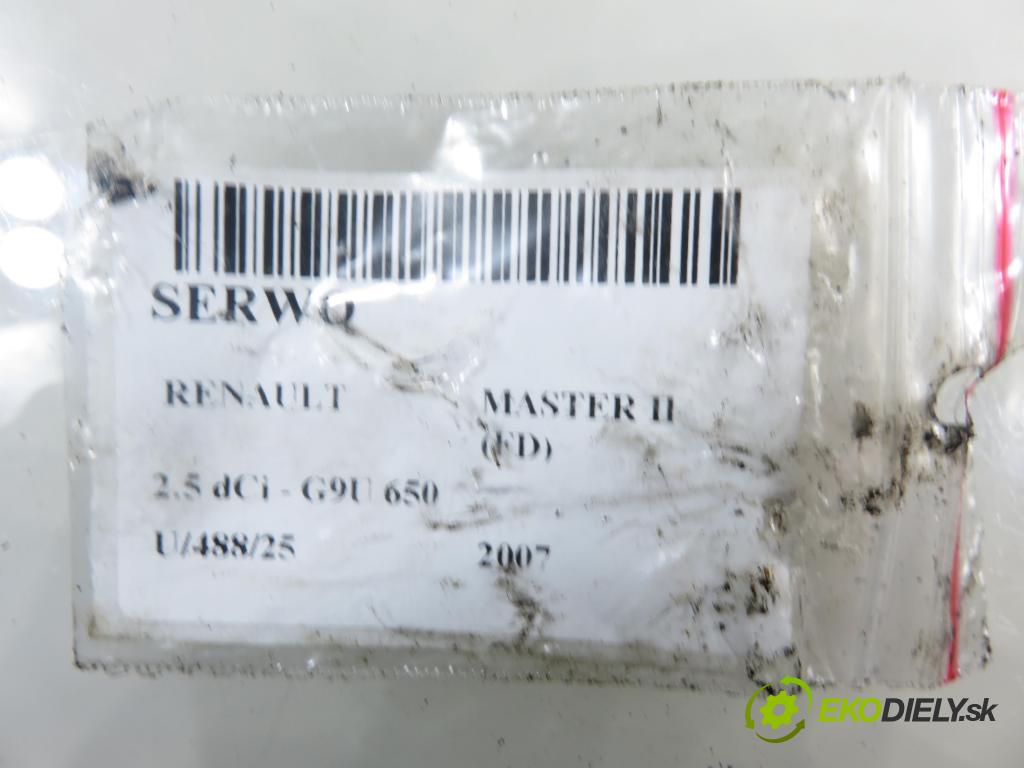 SERWO
RENAULT MASTER II
(FD)
2.5 dCi - G9U 650
U/488/25 2007
EKODIELY.sk